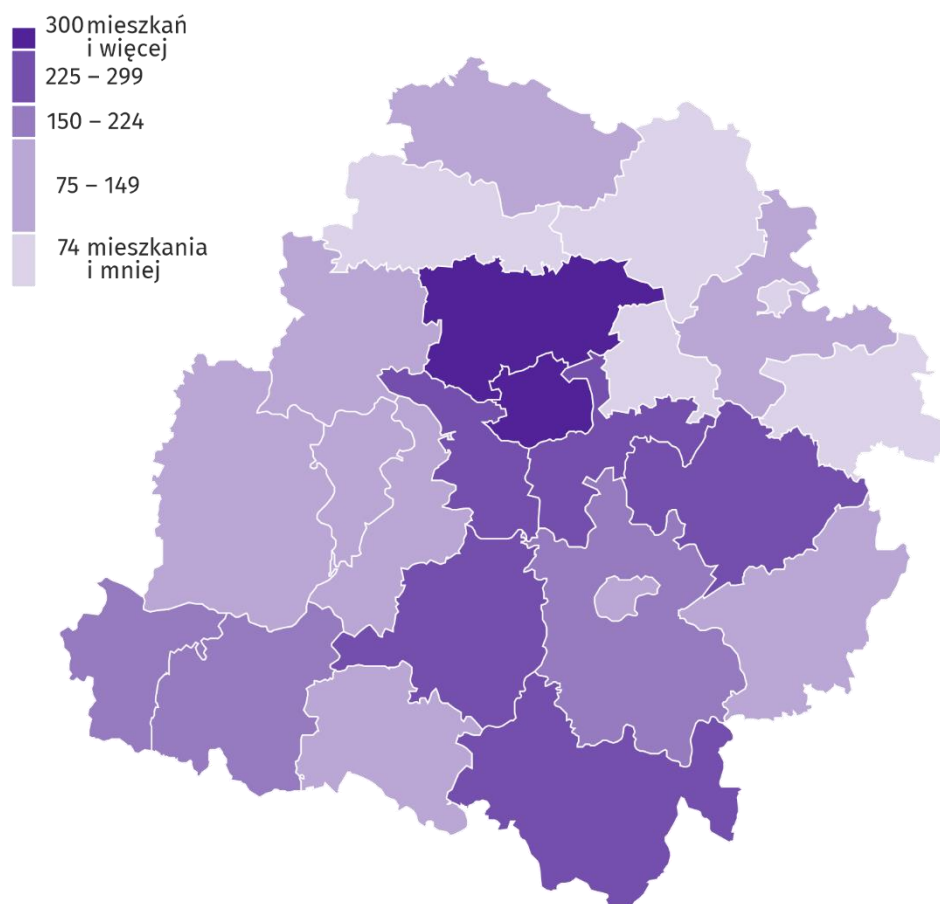 300 mieszkań
i więcej
225 – 299
150 – 224
75 – 149
74 mieszkania
i mniej